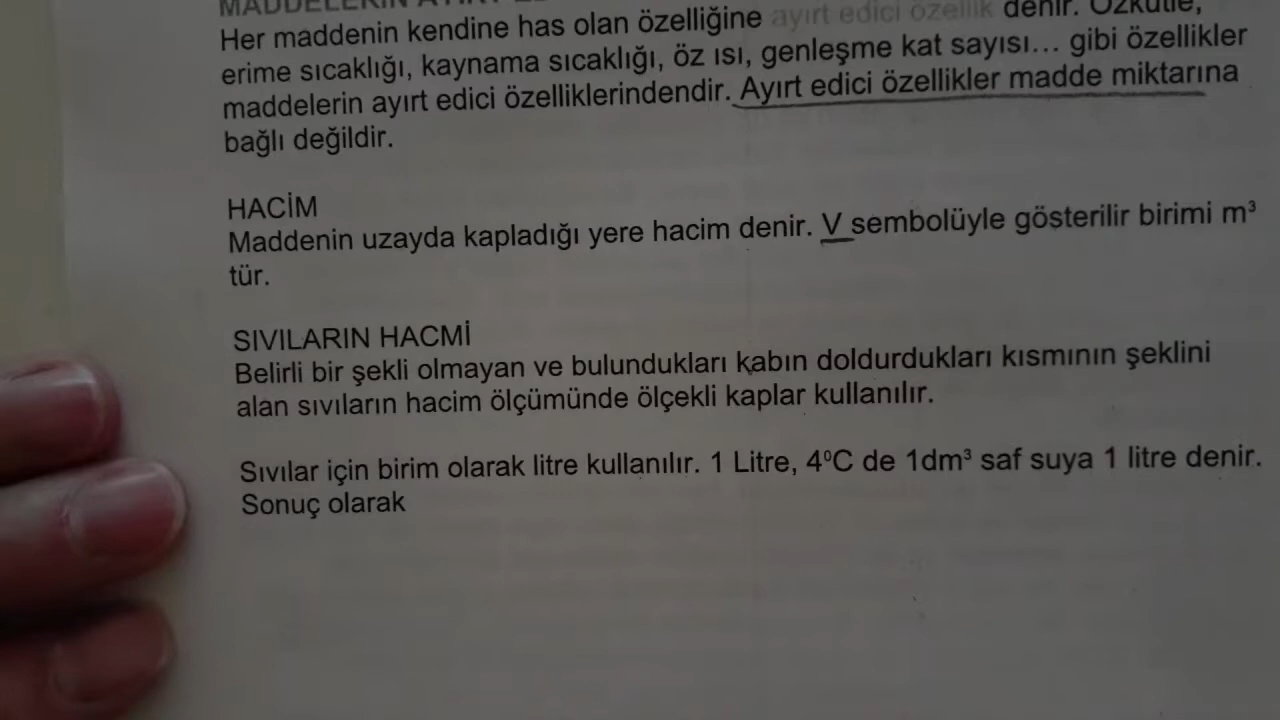 MADDELERİN AYIRT
Her maddenin kendine has olan özelliğine ayırt edici özellik denir. Özkütle,
erime sıcaklığı, kaynama sıcaklığı, öz ısı, genleşme kat sayısı... gibi özellikler
maddelerin ayırt edici özelliklerindendir. Ayırt edici özellikler madde miktarına
bağlı değildir.
HACİM
Maddenin uzayda kapladığı yere hacim denir. V sembolüyle gösterilir birimi m³
tür.
SIVILARIN HACMİ
Belirli bir şekli olmayan ve bulundukları kabın doldurdukları kısmının şeklini
alan sıvıların hacim ölçümünde ölçekli kaplar kullanılır.
Sıvılar için birim olarak litre kullanılır. 1 Litre, 4⁰C de 1dm³ saf suya 1 litre denir.
Sonuç olarak